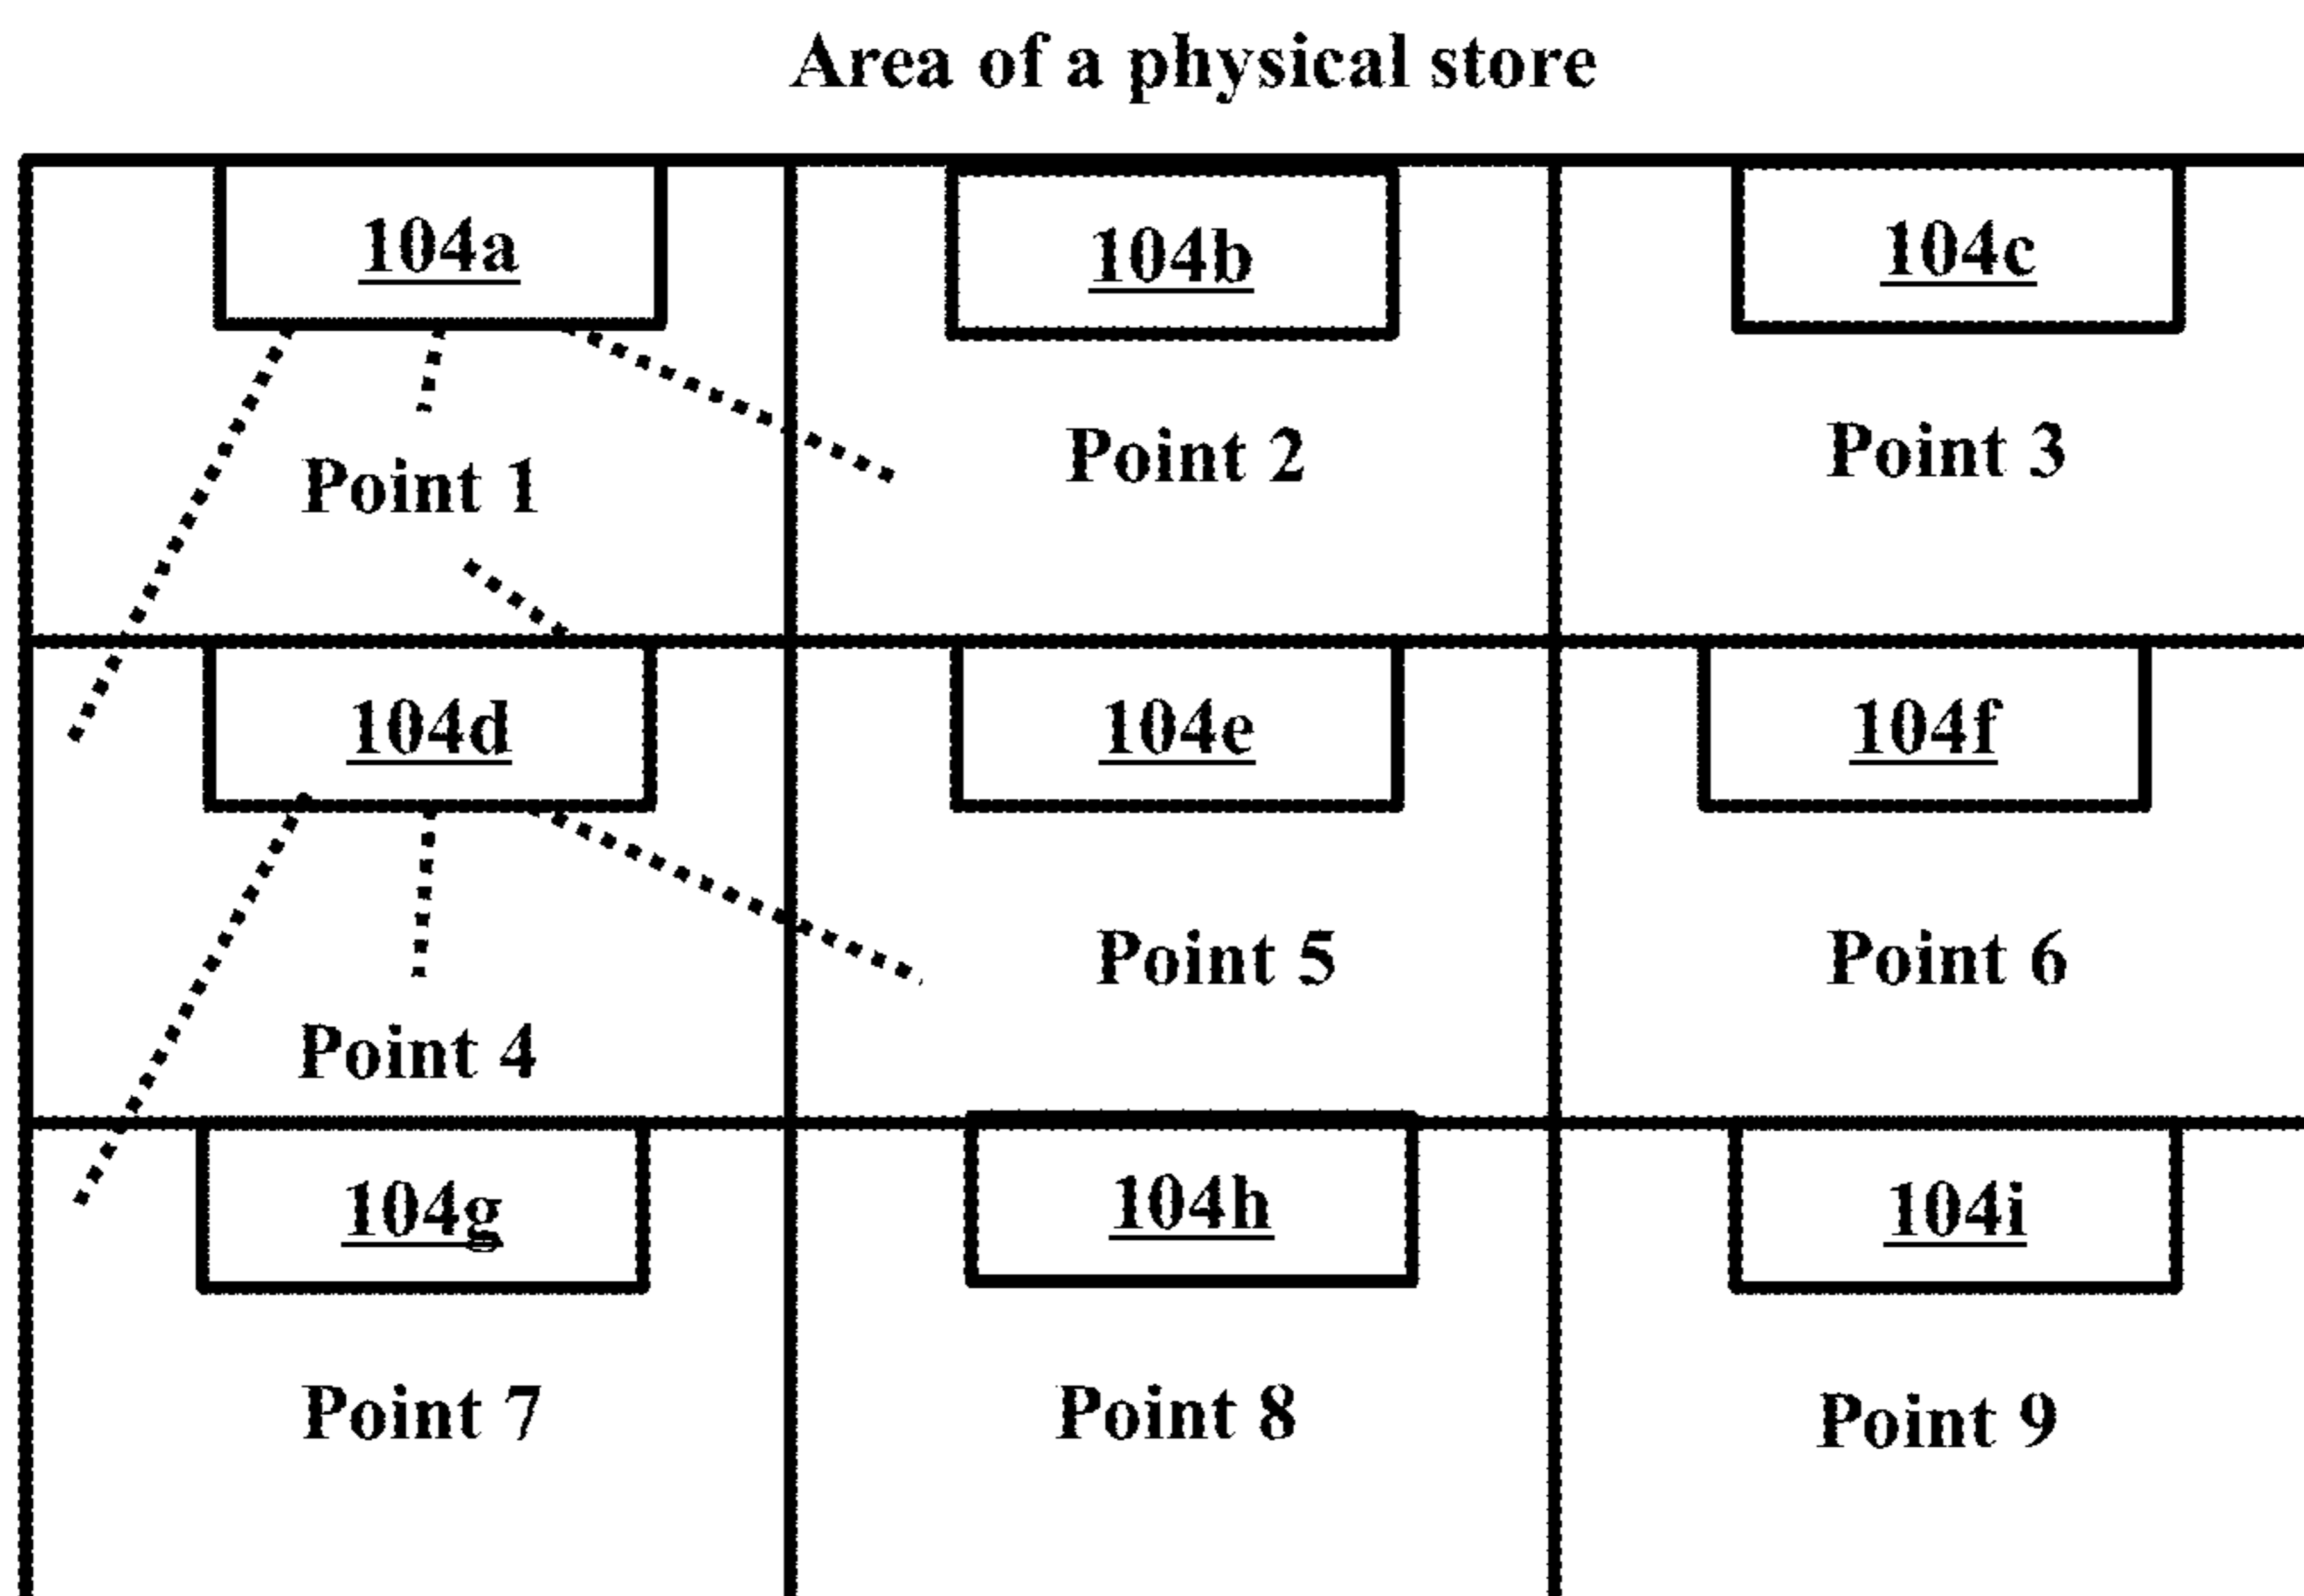 Area of a physical store
104a
104b
104c
Point 1
Point 2
Point 3
104d
104e
104f
Point 4
Point 5
Point 6
104g
104h
104i
Point 7
Point 8
Point 9